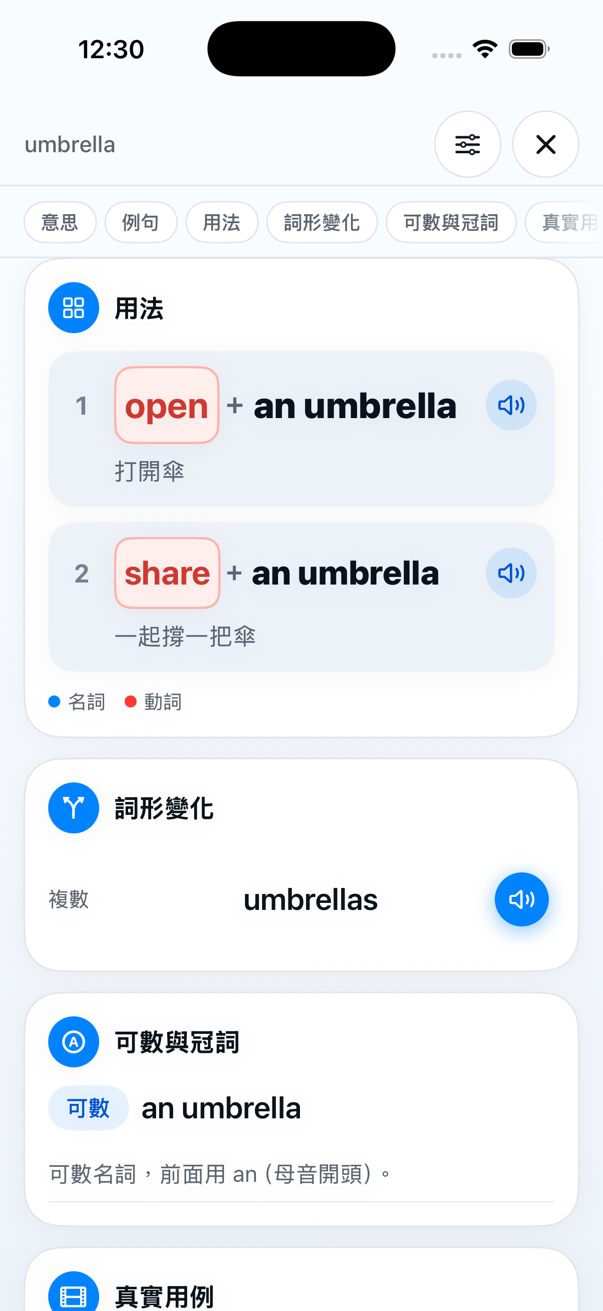 12:30
umbrella
意思 例句 用法 詞形變化 可數與冠詞 真實用
用法
1 open + an umbrella
打開傘
2 share + an umbrella
一起撐一把傘
名詞 動詞
詞形變化
複數 umbrellas
A 可數與冠詞
可數 an umbrella
可數名詞，前面用 an (母音開頭) 。
真實用例